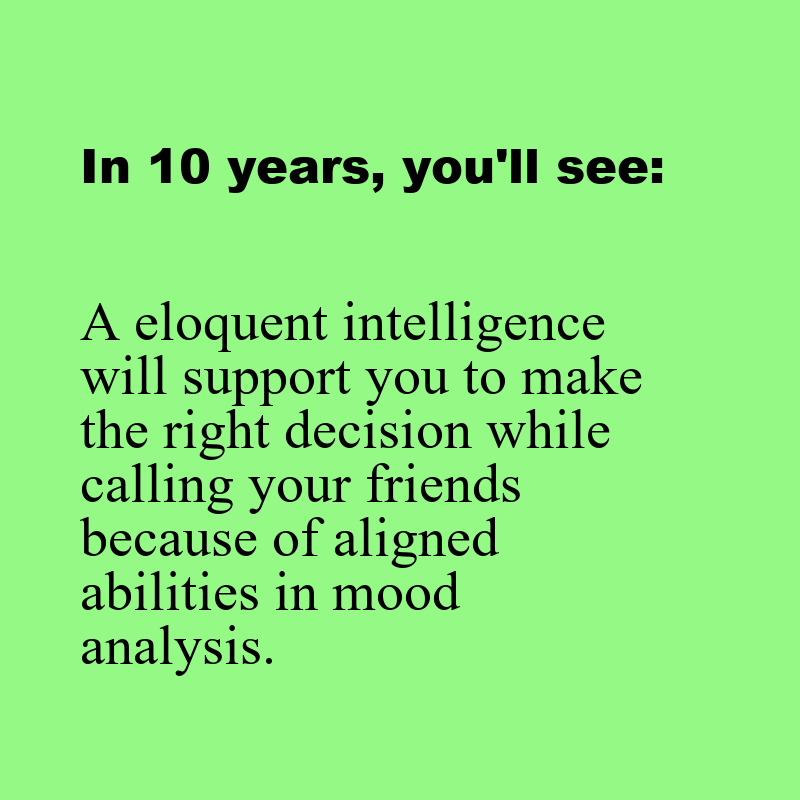 In 10 years, you'll see:
A eloquent intelligence
will support you to make
the right decision while
calling your friends
because of aligned
abilities in mood
analysis.